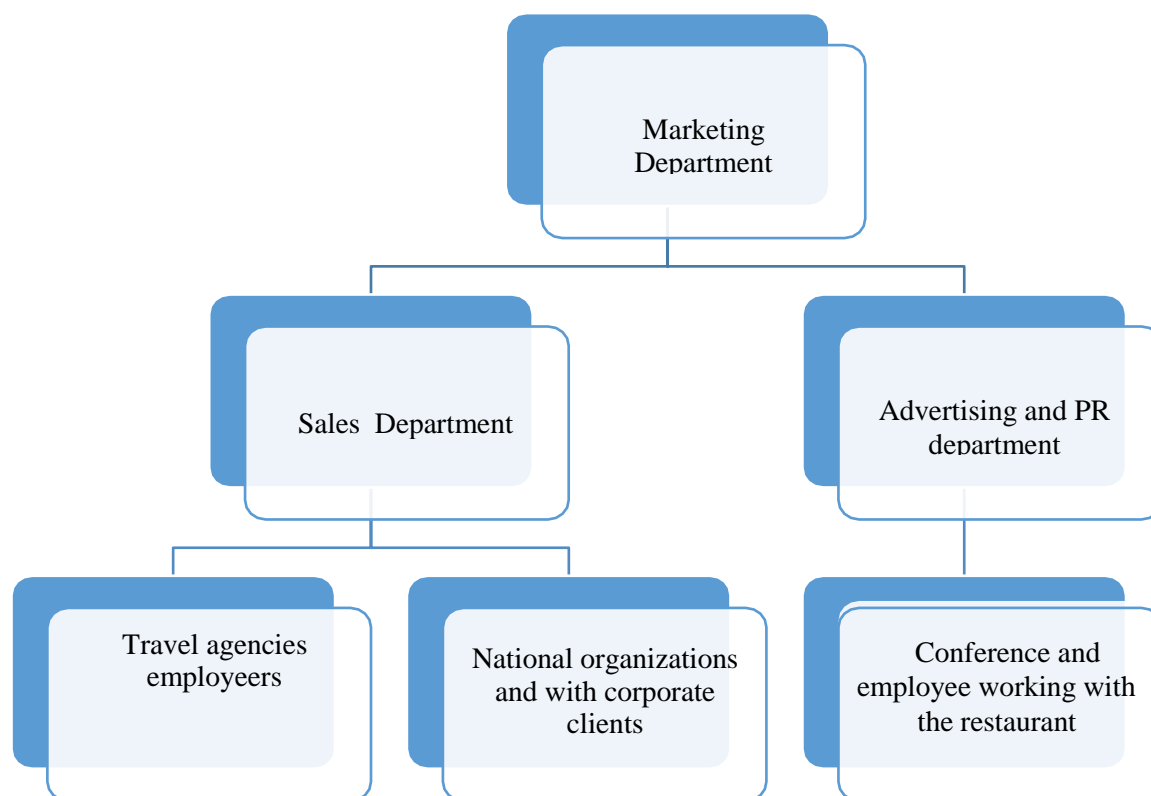 Marketing
Department
Sales  Department
Advertising and PR
department
Travel agencies
employeers
National organizations
and with corporate
clients
Conference and
employee working with
the restaurant